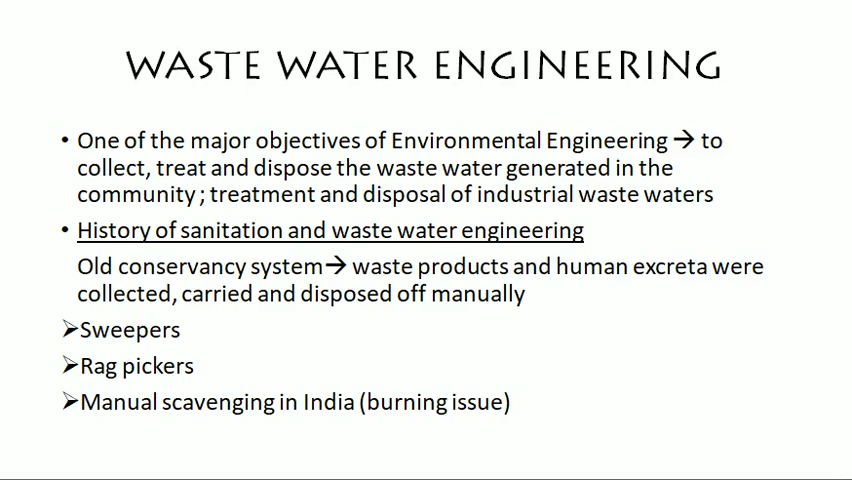 WASTE WATER ENGINEERING
• One of the major objectives of Environmental Engineering → to
collect, treat and dispose the waste water generated in the
community ; treatment and disposal of industrial waste waters
• History of sanitation and waste water engineering
Old conservancy system→ waste products and human excreta were
collected, carried and disposed off manually
➢Sweepers
➢Rag pickers
➢Manual scavenging in India (burning issue)